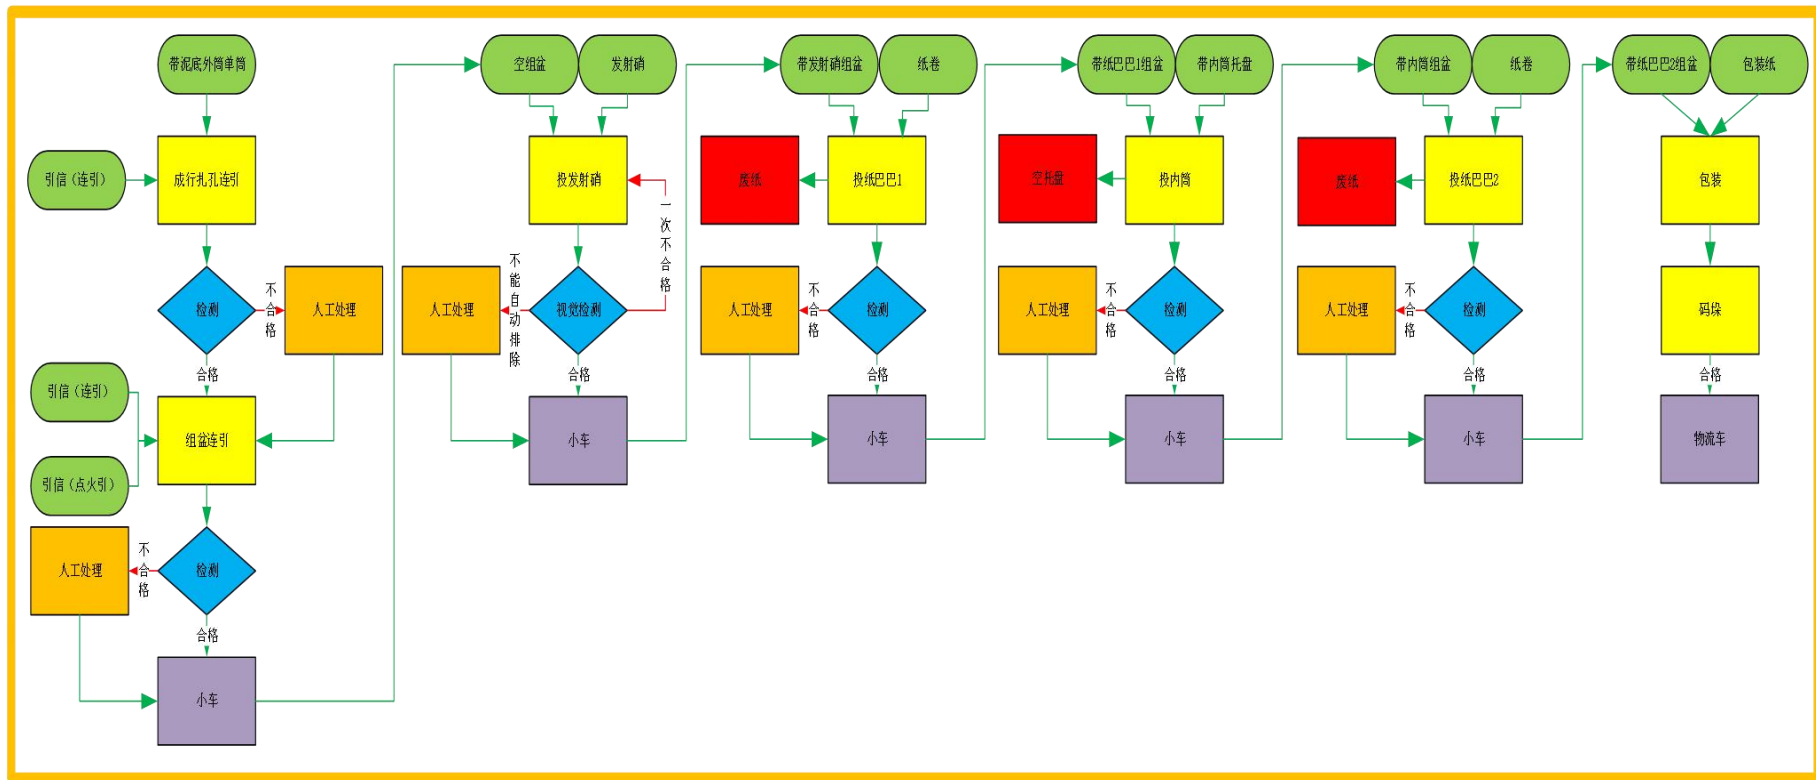 带泥底外筒单筒
引信（连引）
成行扎孔连引
检测
不合格
人工处理
合格
引信（连引）
组盆连引
引信（点火引）
检测
不合格
人工处理
合格
小车
空组盆
发射硝
投发射硝
一次不合格
视觉检测
不能自动排除
人工处理
合格
小车
带发射硝组盆
纸卷
废纸
投纸巴巴1
检测
不合格
人工处理
合格
小车
带纸巴巴1组盆
带内筒托盘
空托盘
投内筒
检测
不合格
人工处理
合格
小车
带内筒组盆
纸卷
废纸
投纸巴巴2
检测
不合格
人工处理
合格
小车
带纸巴巴2组盆
包装纸
包装
码垛
合格
物流车